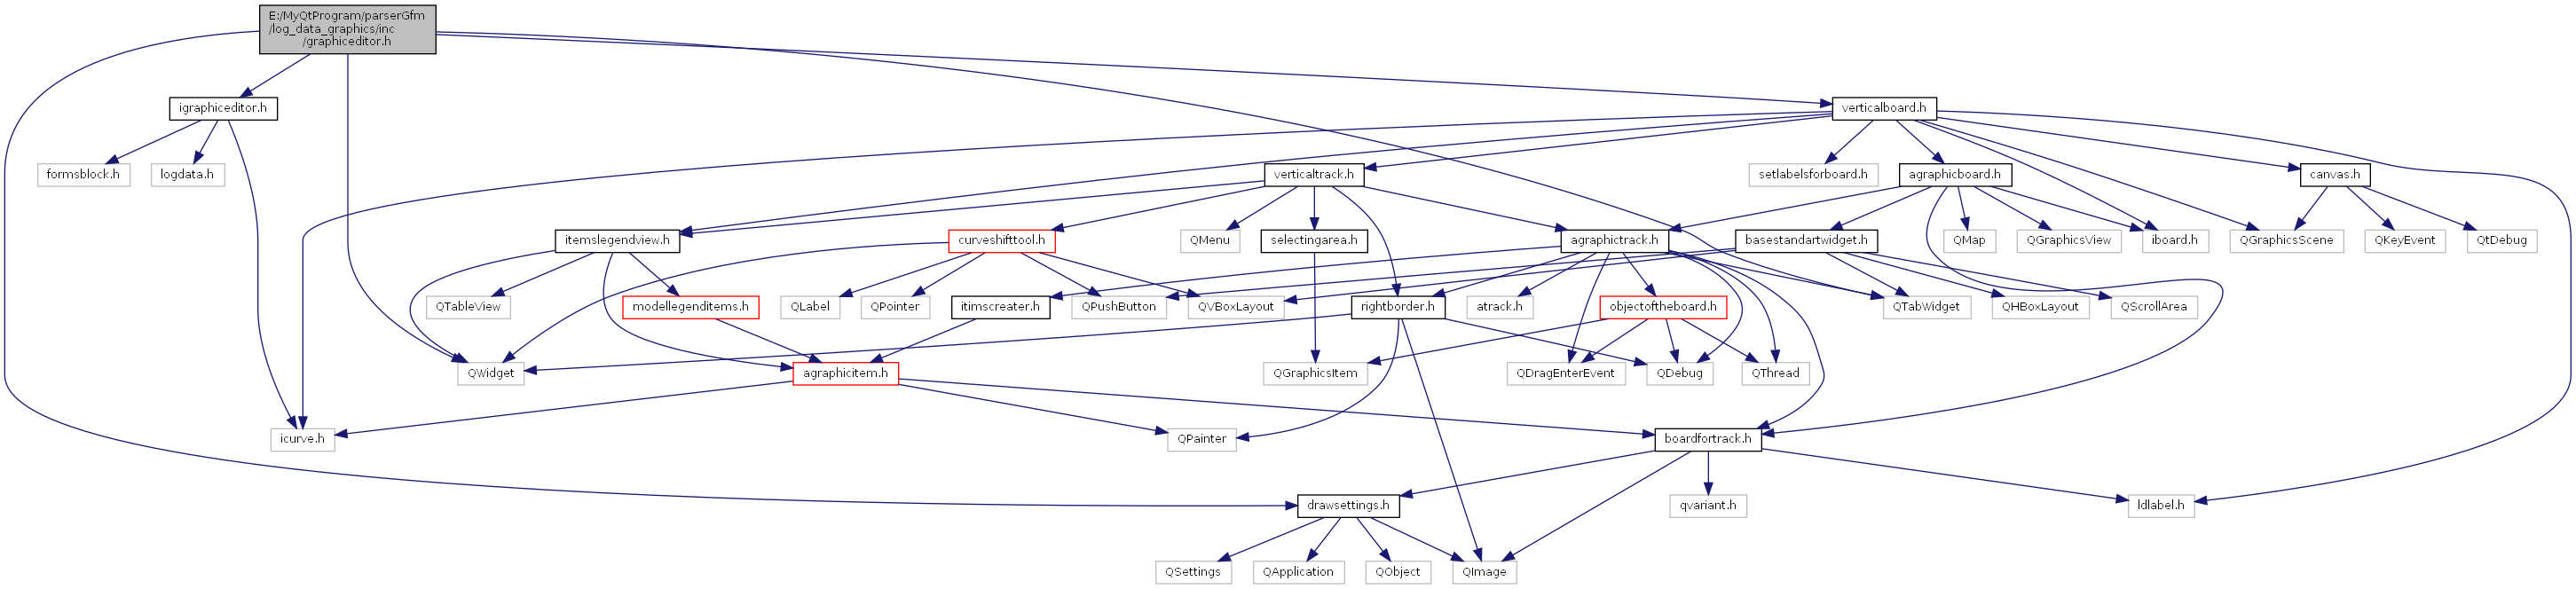 E:/MyQtProgram/parserGfm
/log_data_graphics/inc
/graphiceditor.h
igraphiceditor.h
verticalboard.h
formsblock.h
logdata.h
verticaltrack.h
setlabelsforboard.h
agraphicboard.h
canvas.h
itemslegendview.h
curveshifttool.h
QMenu
selectingarea.h
agraphictrack.h
basestandartwidget.h
QMap
QGraphicsView
iboard.h
QGraphicsScene
QKeyEvent
QtDebug
QTableView
modellegenditems.h
QLabel
QPointer
itimscreater.h
QPushButton
QVBoxLayout
rightborder.h
atrack.h
objectoftheboard.h
QTabWidget
QHBoxLayout
QScrollArea
QWidget
agraphicitem.h
QGraphicsItem
QDragEnterEvent
QDebug
QThread
icurve.h
QPainter
boardfortrack.h
drawsettings.h
qvariant.h
ldlabel.h
QSettings
QApplication
QObject
QImage